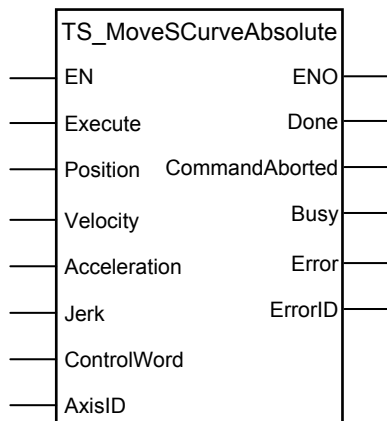 TS_MoveSCurveAbsolute
EN ENO
Execute Done
Position CommandAborted
Velocity Busy
Acceleration Error
Jerk ErrorID
ControlWord
AxisID